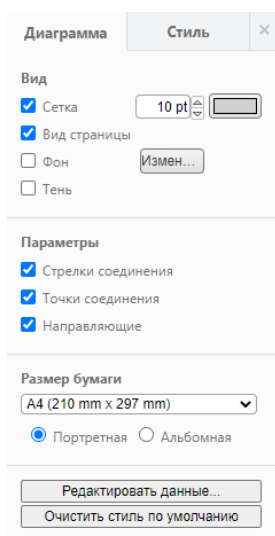 Диаграмма Стиль ×
Вид
Сетка 10 pt
Вид страницы
Фон Измен...
Тень
Параметры
Стрелки соединения
Точки соединения
Направляющие
Размер бумаги
A4 (210 mm x 297 mm)
Портретная Альбомная
Редактировать данные...
Очистить стиль по умолчанию